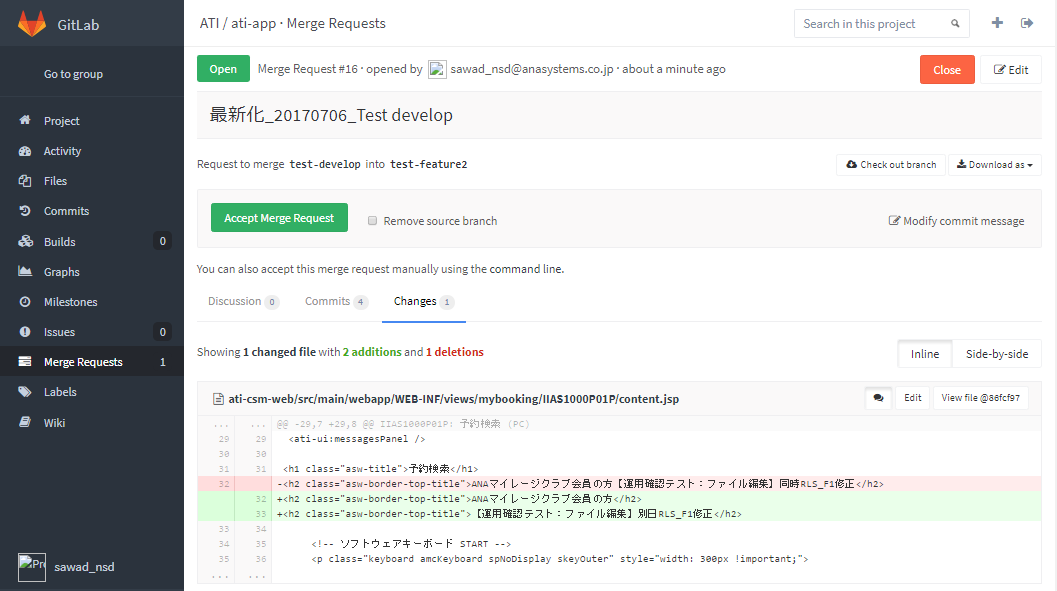 GitLab
ATI / ati-app · Merge Requests
Search in this project
Go to group
Project
Activity
Files
Commits
Builds 0
Graphs
Milestones
Issues 0
Merge Requests 1
Labels
Wiki
sawad_nsd
Open Merge Request #16 · opened by sawad_nsd@anasystems.co.jp · about a minute ago
Close Edit
最新化_20170706_Test develop
Request to merge test-develop into test-feature2
Check out branch Download as
Accept Merge Request Remove source branch Modify commit message
You can also accept this merge request manually using the command line.
Discussion 0 Commits 4 Changes 1
Showing 1 changed file with 2 additions and 1 deletions
Inline Side-by-side
ati-csm-web/src/main/webapp/WEB-INF/views/mybooking/IIAS1000P01P/content.jsp
Edit View file @86fcf97
... ... @@ -29,7 +29,8 @@ IIAS1000P01P: 予約検索 (PC)
29 29 <ati-ui:messagesPanel />
30 30
31 31 <h1 class="asw-title">予約検索</h1>
32 -<h2 class="asw-border-top-title">ANAマイレージクラブ会員の方【運用確認テスト：ファイル編集】同時RLS_F1修正</h2>
32 +<h2 class="asw-border-top-title">ANAマイレージクラブ会員の方</h2>
33 +<h2 class="asw-border-top-title">【運用確認テスト：ファイル編集】別日RLS_F1修正</h2>
33 34
34 35 <!-- ソフトウェアキーボード START -->
35 36 <p class="keyboard amcKeyboard spNoDisplay skeyOuter" style="width: 300px !important;">
... ...